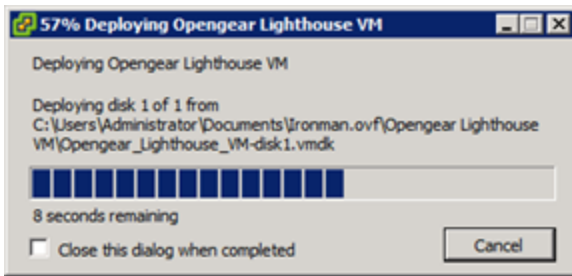 57% Deploying Opengear Lighthouse VM
Deploying Opengear Lighthouse VM
Deploying disk 1 of 1 from
C:\Users\Administrator\Documents\Ironman.ovf\Opengear Lighthouse
VM\Opengear_Lighthouse_VM-disk1.vmdk
8 seconds remaining
Close this dialog when completed
Cancel